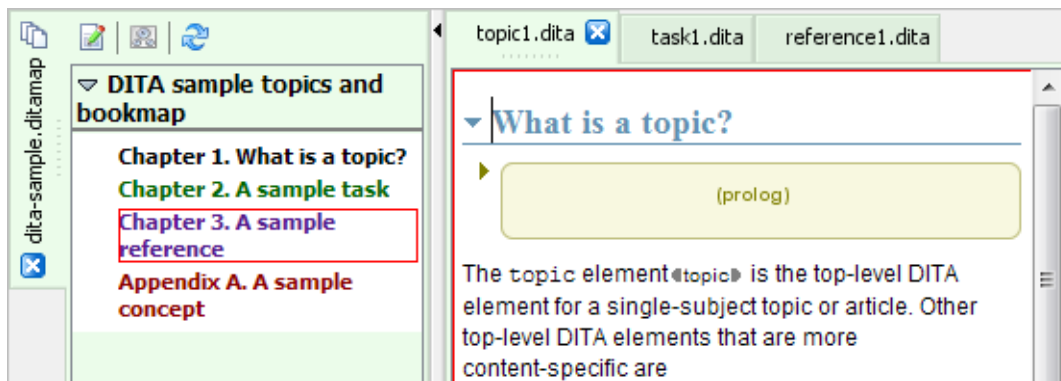 dita-sample.ditamap
DITA sample topics and
bookmap
Chapter 1. What is a topic?
Chapter 2. A sample task
Chapter 3. A sample
reference
Appendix A. A sample
concept
topic1.dita
task1.dita
reference1.dita
What is a topic?
(prolog)
The topic element topic is the top-level DITA
element for a single-subject topic or article. Other
top-level DITA elements that are more
content-specific are